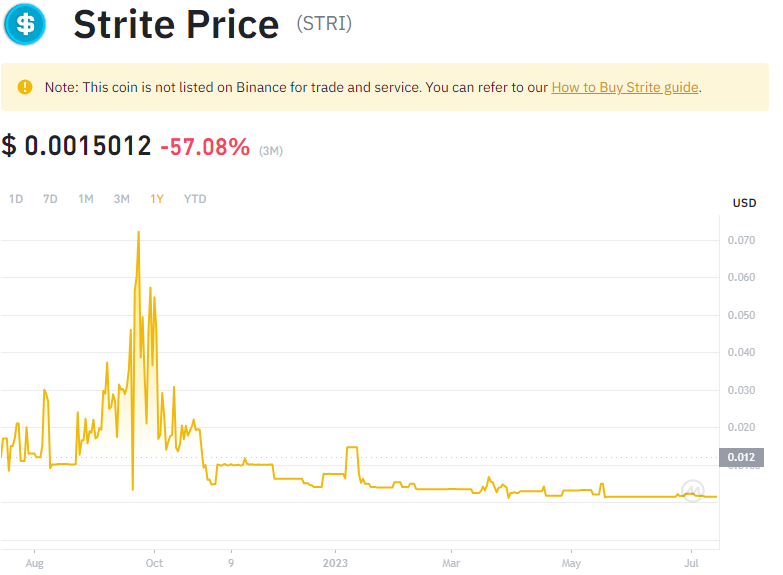 $ Strite Price (STRI)
Note: This coin is not listed on Binance for trade and service. You can refer to our How to Buy Strite guide.
$ 0.0015012 -57.08% (3M)
1D 7D 1M 3M 1Y YTD
USD
0.070
0.060
0.050
0.040
0.030
0.020
0.012
Aug Oct 9 2023 Mar May Jul